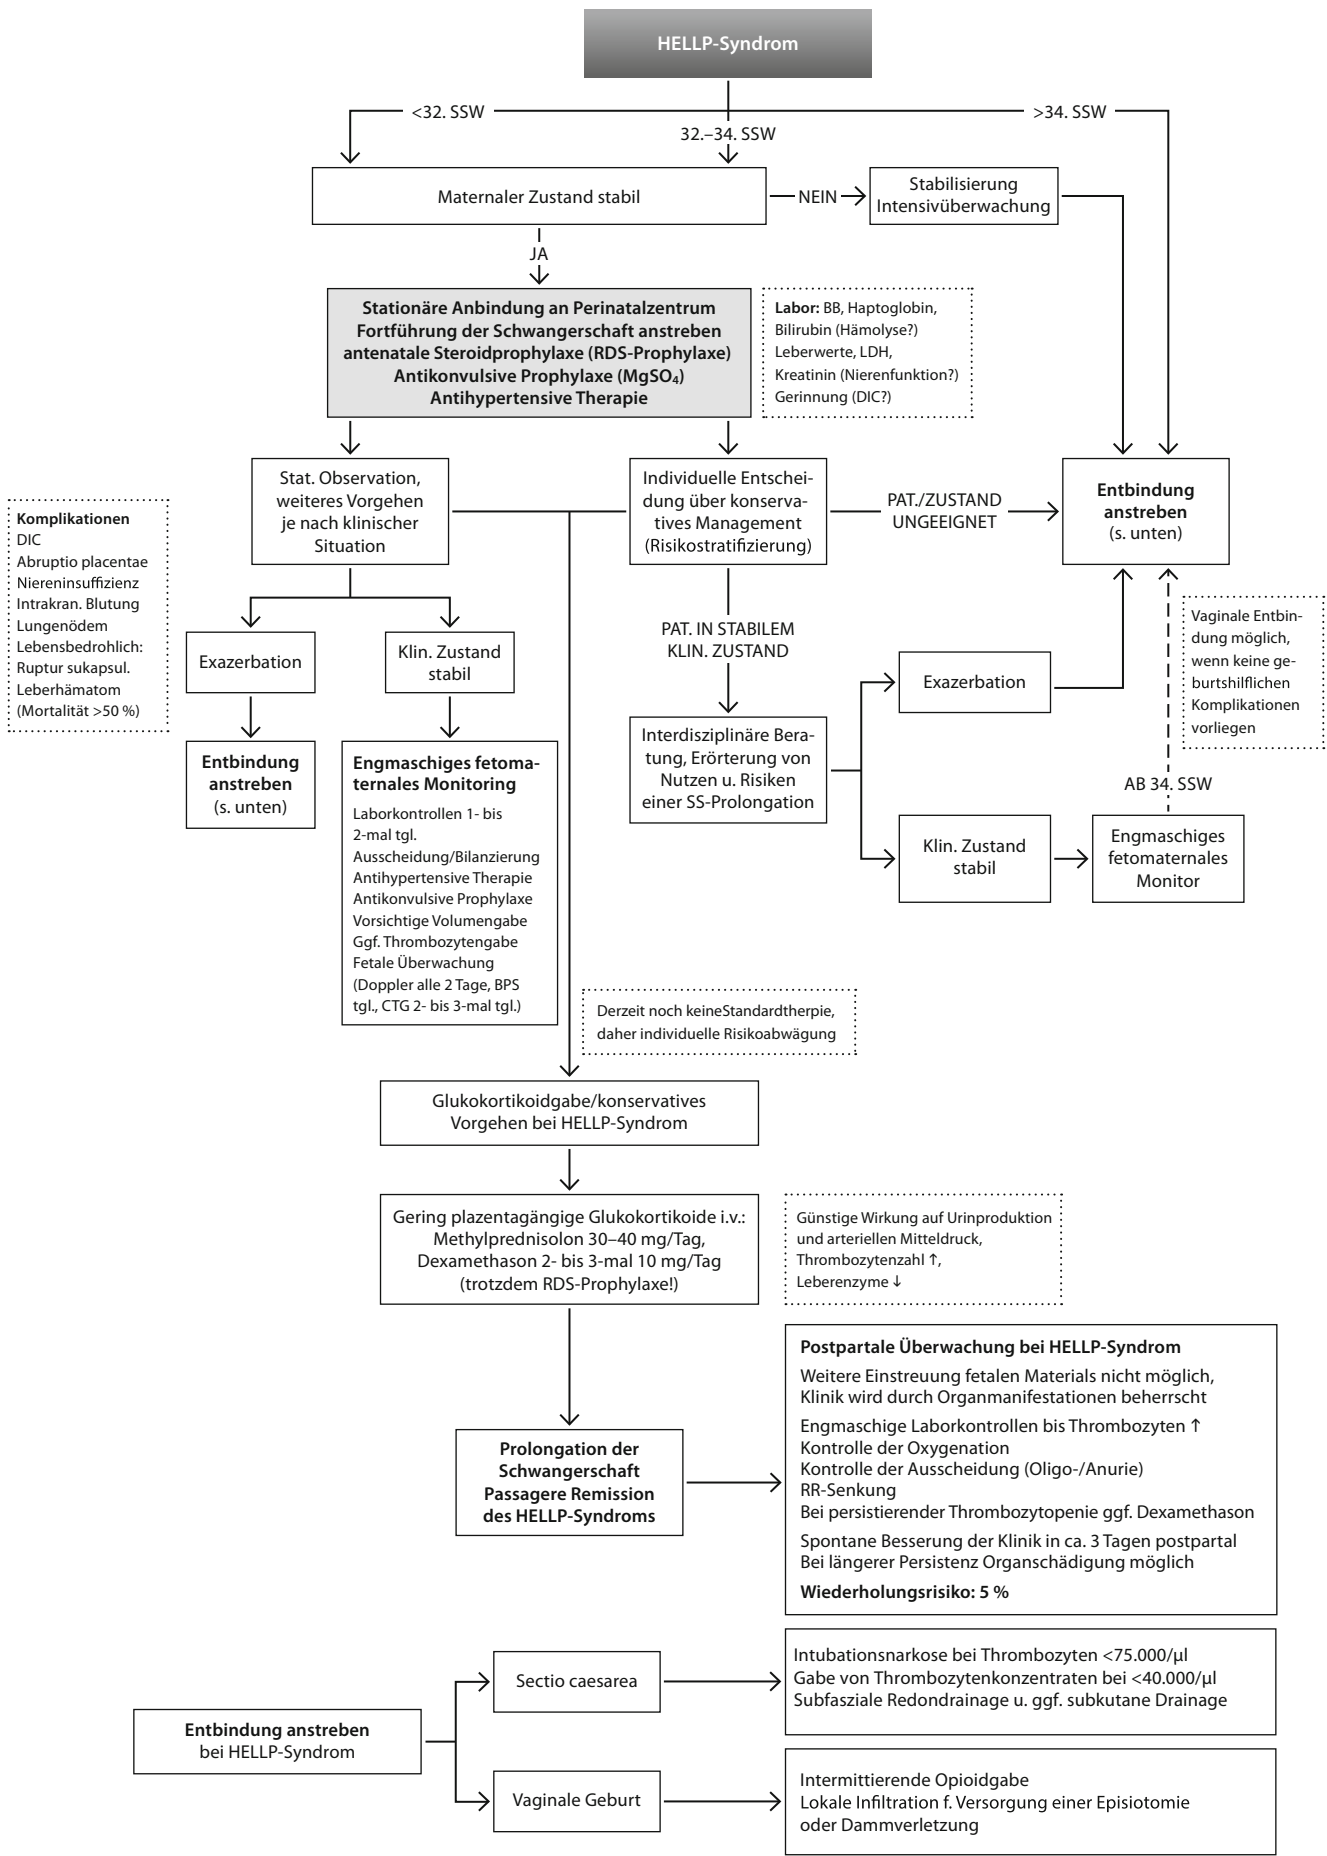 HELLP-Syndrom
<32. SSW
32.–34. SSW
>34. SSW
Maternaler Zustand stabil
NEIN
Stabilisierung
Intensivüberwachung
JA
Stationäre Anbindung an Perinatalzentrum
Fortführung der Schwangerschaft anstreben
antenatale Steroidprophylaxe (RDS-Prophylaxe)
Antikonvulsive Prophylaxe (MgSO₄)
Antihypertensive Therapie
Labor: BB, Haptoglobin,
Bilirubin (Hämolyse?)
Leberwerte, LDH,
Kreatinin (Nierenfunktion?)
Gerinnung (DIC?)
Komplikationen
DIC
Abruptio placentae
Niereninsuffizienz
Intrakran. Blutung
Lungenödem
Lebensbedrohlich:
Ruptur sukapsul.
Leberhämatom
(Mortalität >50 %)
Stat. Observation,
weiteres Vorgehen
je nach klinischer
Situation
Individuelle Entschei-
dung über konserva-
tives Management
(Risikostratifizierung)
PAT./ZUSTAND
UNGEEIGNET
Entbindung
anstreben
(s. unten)
Exazerbation
Klin. Zustand
stabil
PAT. IN STABILEM
KLIN. ZUSTAND
Vaginale Entbin-
dung möglich,
wenn keine ge-
burtshilflichen
Komplikationen
vorliegen
Entbindung
anstreben
(s. unten)
Engmaschiges fetoma-
ternales Monitoring
Laborkontrollen 1- bis
2-mal tgl.
Ausscheidung/Bilanzierung
Antihypertensive Therapie
Antikonvulsive Prophylaxe
Vorsichtige Volumengabe
Ggf. Thrombozytengabe
Fetale Überwachung
(Doppler alle 2 Tage, BPS
tgl., CTG 2- bis 3-mal tgl.)
Interdisziplinäre Bera-
tung, Erörterung von
Nutzen u. Risiken
einer SS-Prolongation
Exazerbation
Klin. Zustand
stabil
AB 34. SSW
Engmaschiges
fetomaternales
Monitor
Derzeit noch keineStandardtherpie,
daher individuelle Risikoabwägung
Glukokortikoidgabe/konservatives
Vorgehen bei HELLP-Syndrom
Gering plazentagängige Glukokortikoide i.v.:
Methylprednisolon 30–40 mg/Tag,
Dexamethason 2- bis 3-mal 10 mg/Tag
(trotzdem RDS-Prophylaxe!)
Günstige Wirkung auf Urinproduktion
und arteriellen Mitteldruck,
Thrombozytenzahl ↑,
Leberenzyme ↓
Prolongation der
Schwangerschaft
Passagere Remission
des HELLP-Syndroms
Postpartale Überwachung bei HELLP-Syndrom
Weitere Einstreuung fetalen Materials nicht möglich,
Klinik wird durch Organmanifestationen beherrscht
Engmaschige Laborkontrollen bis Thrombozyten ↑
Kontrolle der Oxygenation
Kontrolle der Ausscheidung (Oligo-/Anurie)
RR-Senkung
Bei persistierender Thrombozytopenie ggf. Dexamethason
Spontane Besserung der Klinik in ca. 3 Tagen postpartal
Bei längerer Persistenz Organschädigung möglich
Wiederholungsrisiko: 5 %
Entbindung anstreben
bei HELLP-Syndrom
Sectio caesarea
Intubationsnarkose bei Thrombozyten <75.000/µl
Gabe von Thrombozytenkonzentraten bei <40.000/µl
Subfasziale Redondrainage u. ggf. subkutane Drainage
Vaginale Geburt
Intermittierende Opioidgabe
Lokale Infiltration f. Versorgung einer Episiotomie
oder Dammverletzung